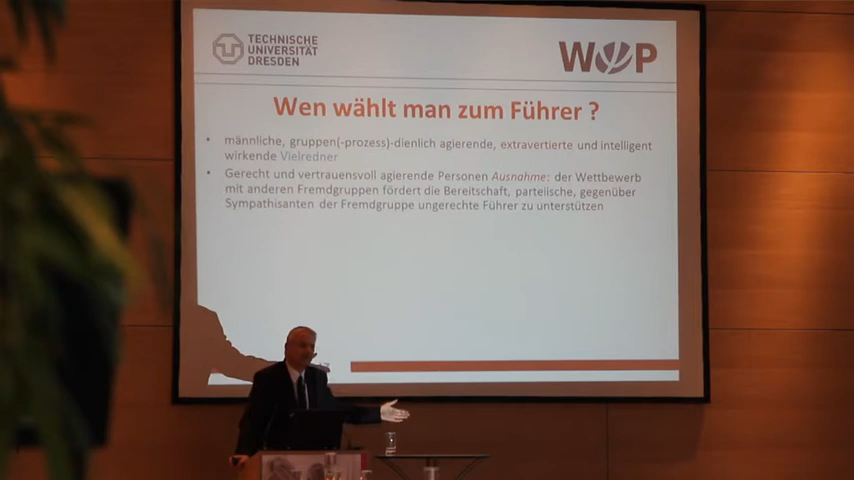 TECHNISCHE
UNIVERSITÄT
DRESDEN
WOP
Wen wählt man zum Führer ?
• männliche, gruppen(-prozess)-dienlich agierende, extravertierte und intelligent
wirkende Vielredner
• Gerecht und vertrauensvoll agierende Personen Ausnahme: der Wettbewerb
mit anderen Fremdgruppen fördert die Bereitschaft, parteiische, gegenüber
Sympathisanten der Fremdgruppe ungerechte Führer zu unterstützen